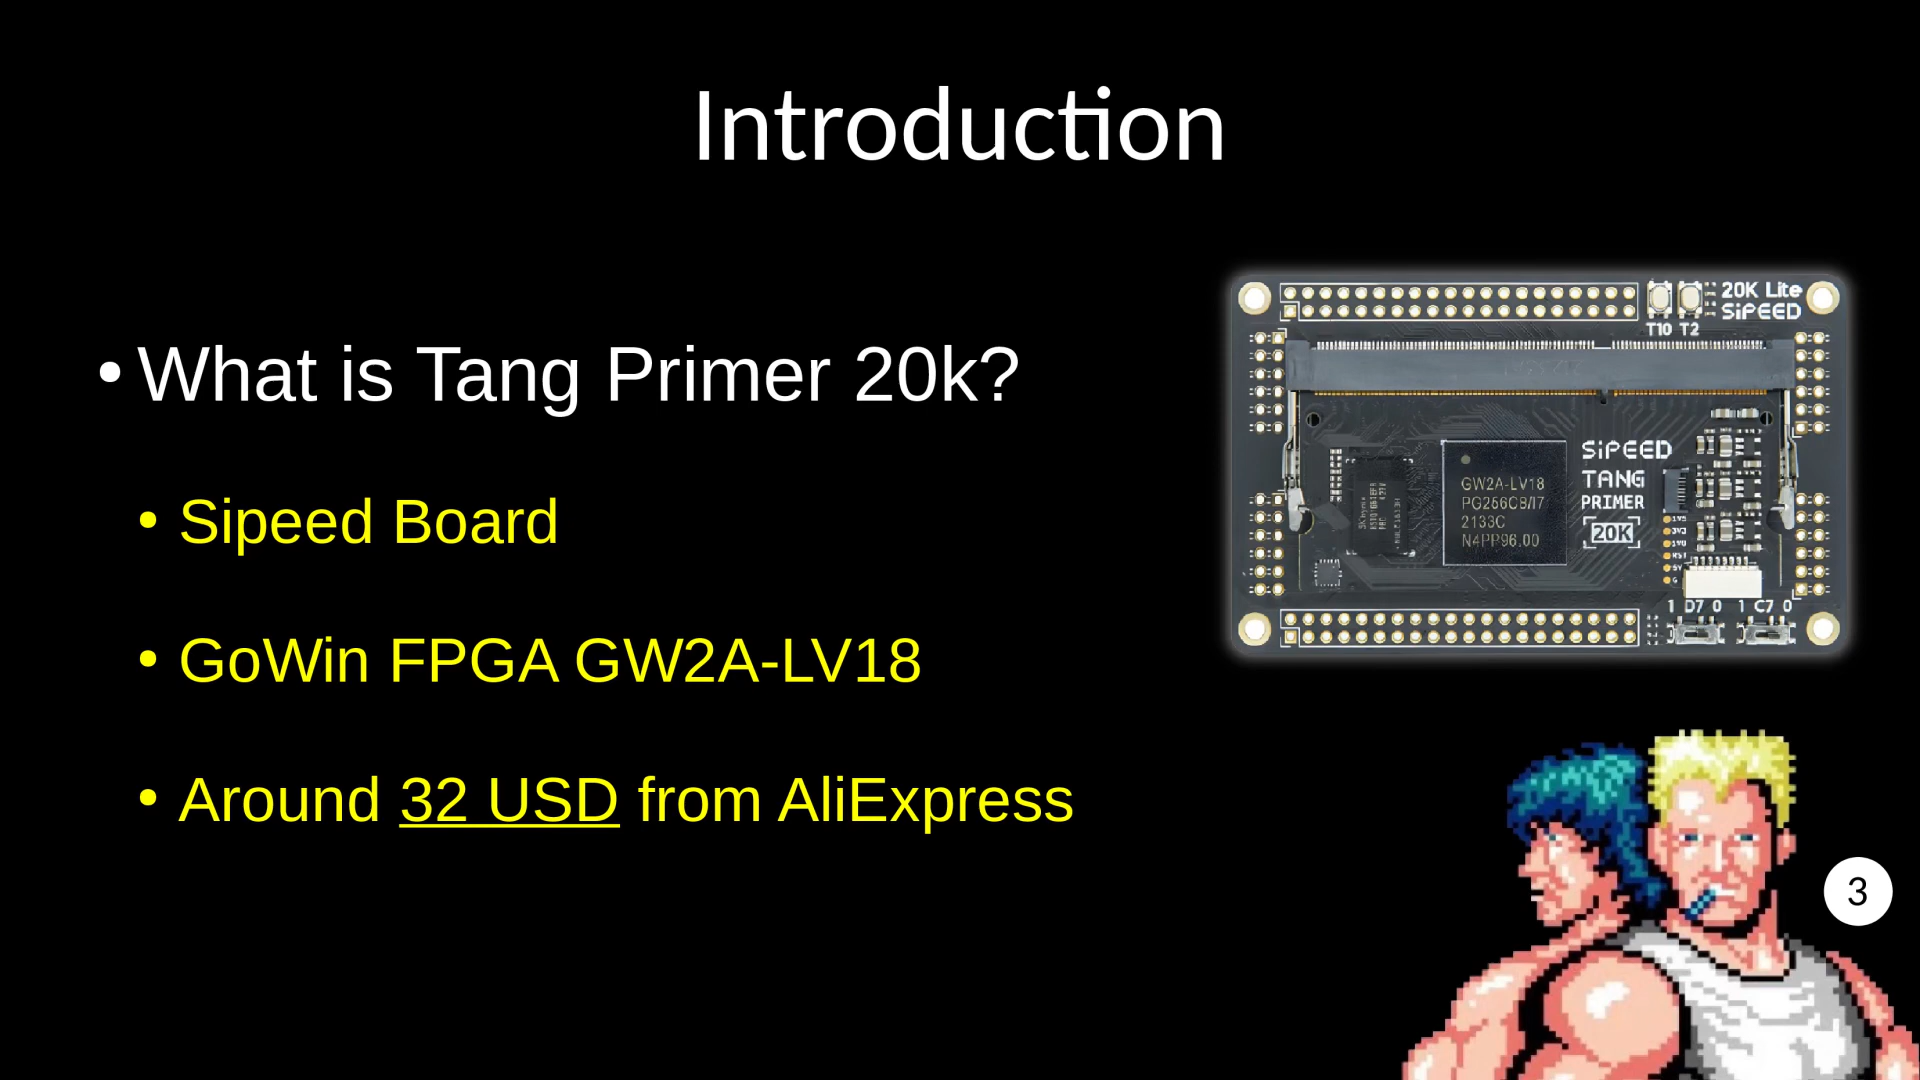 Introduction
• What is Tang Primer 20k?
• Sipeed Board
• GoWin FPGA GW2A-LV18
• Around 32 USD from AliExpress
20K Lite
SiPEED
T10 T2
SiPEED
TANG
PRIMER
20K
GW2A-LV18
PG256C8/I7
2133C
N4PP96.00
1 D7 0 1 C7 0
3